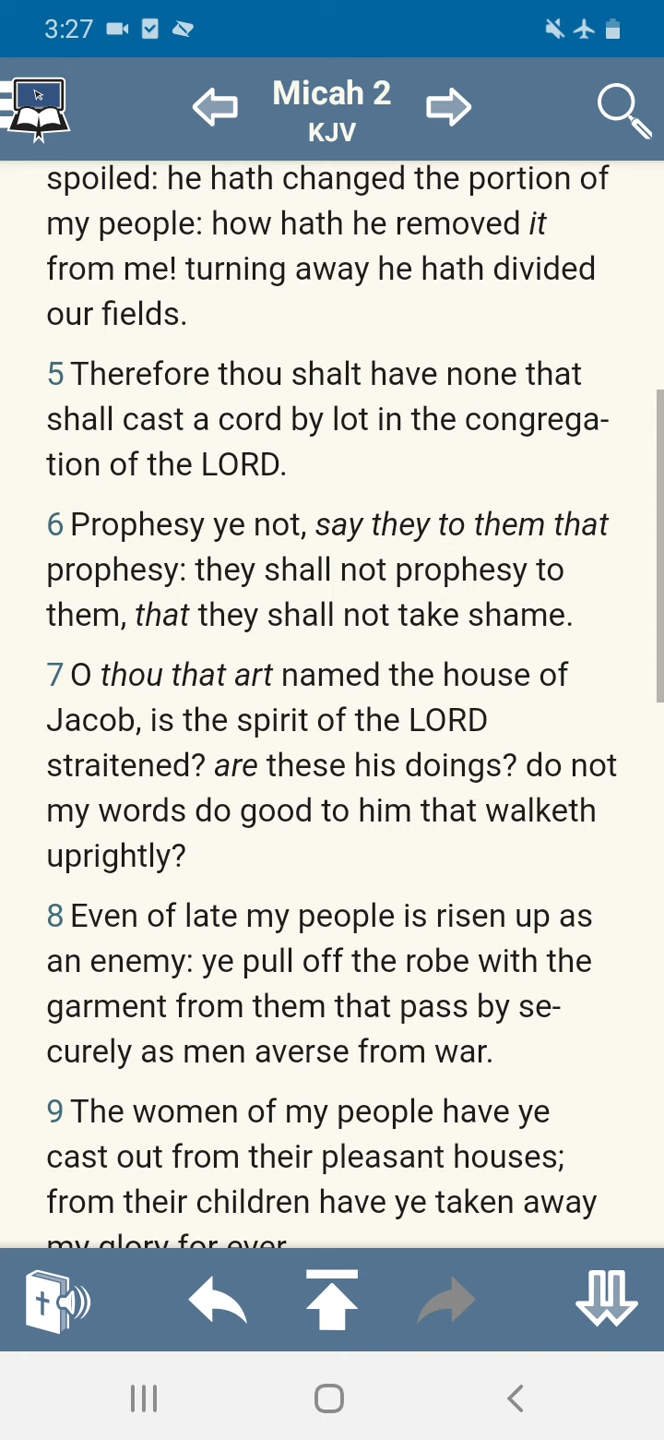 3:27
Micah 2
KJV
spoiled: he hath changed the portion of
my people: how hath he removed it
from me! turning away he hath divided
our fields.
5 Therefore thou shalt have none that
shall cast a cord by lot in the congrega-
tion of the LORD.
6 Prophesy ye not, say they to them that
prophesy: they shall not prophesy to
them, that they shall not take shame.
7 O thou that art named the house of
Jacob, is the spirit of the LORD
straitened? are these his doings? do not
my words do good to him that walketh
uprightly?
8 Even of late my people is risen up as
an enemy: ye pull off the robe with the
garment from them that pass by se-
curely as men averse from war.
9 The women of my people have ye
cast out from their pleasant houses;
from their children have ye taken away
my glory for ever